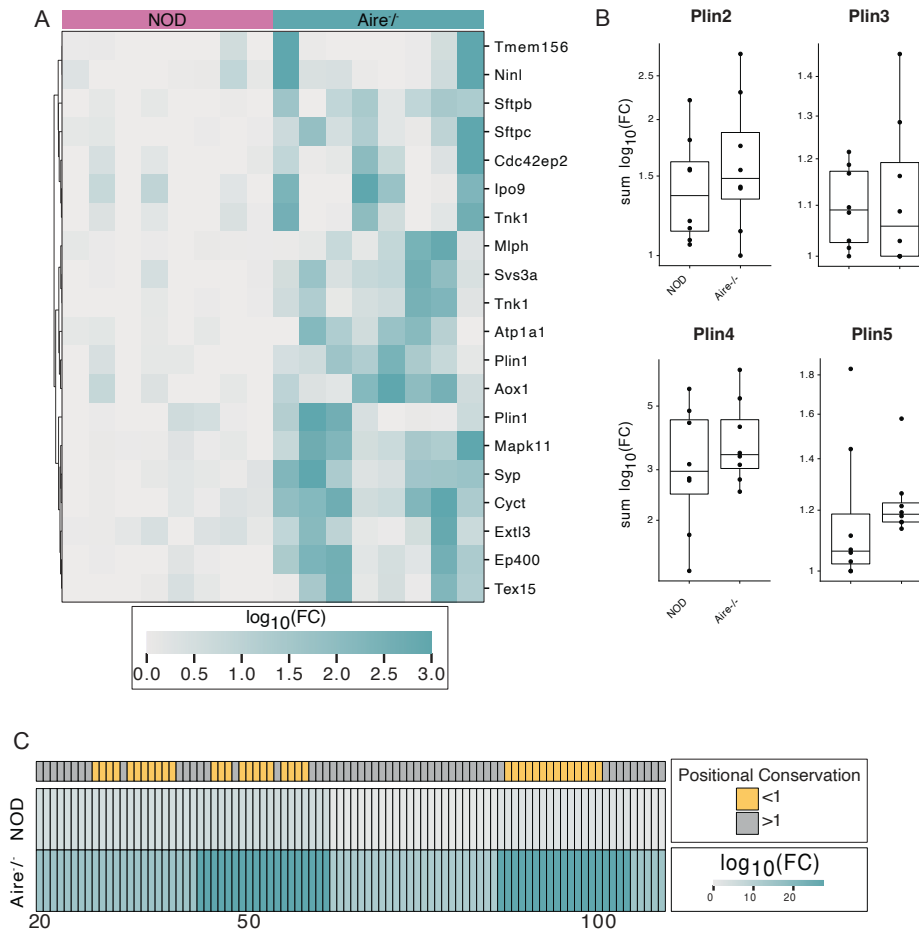 A
NOD
Aire-/-
Tmem156
Ninl
Sftpb
Sftpc
Cdc42ep2
Ipo9
Tnk1
Mlph
Svs3a
Tnk1
Atp1a1
Plin1
Aox1
Plin1
Mapk11
Syp
Cyct
Extl3
Ep400
Tex15
log10(FC)
0.0 0.5 1.0 1.5 2.0 2.5 3.0
B
Plin2
sum log10(FC)
2.5
2
1.5
1
NOD Aire-/-
Plin3
1.4
1.3
1.2
1.1
1
Plin4
sum log10(FC)
5
3
2
NOD Aire-/-
Plin5
1.8
1.6
1.4
1.2
1
C
NOD
Aire-/-
20 50 100
Positional Conservation
<1
>1
log10(FC)
0 10 20